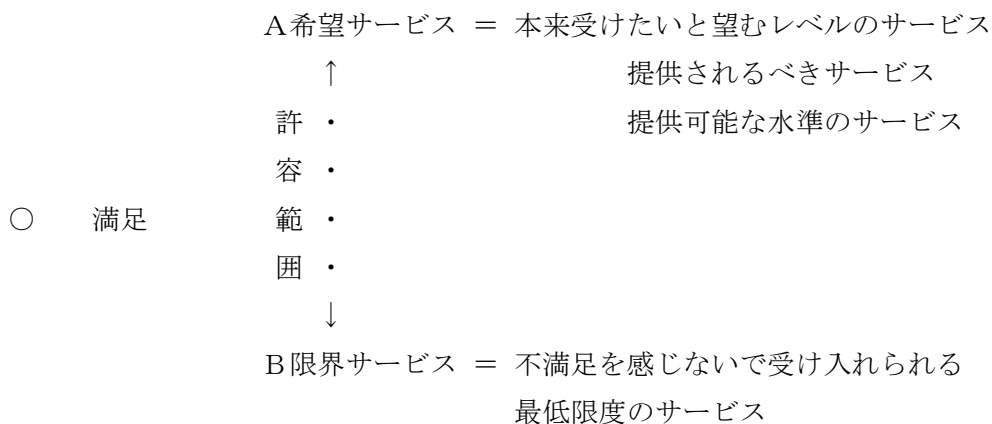 A希望サービス ＝ 本来受けたいと望むレベルのサービス
↑ 提供されるべきサービス
許 ・ 提供可能な水準のサービス
容 ・
○ 満足 範 ・
囲 ・
↓
B限界サービス ＝ 不満足を感じないで受け入れられる
最低限度のサービス